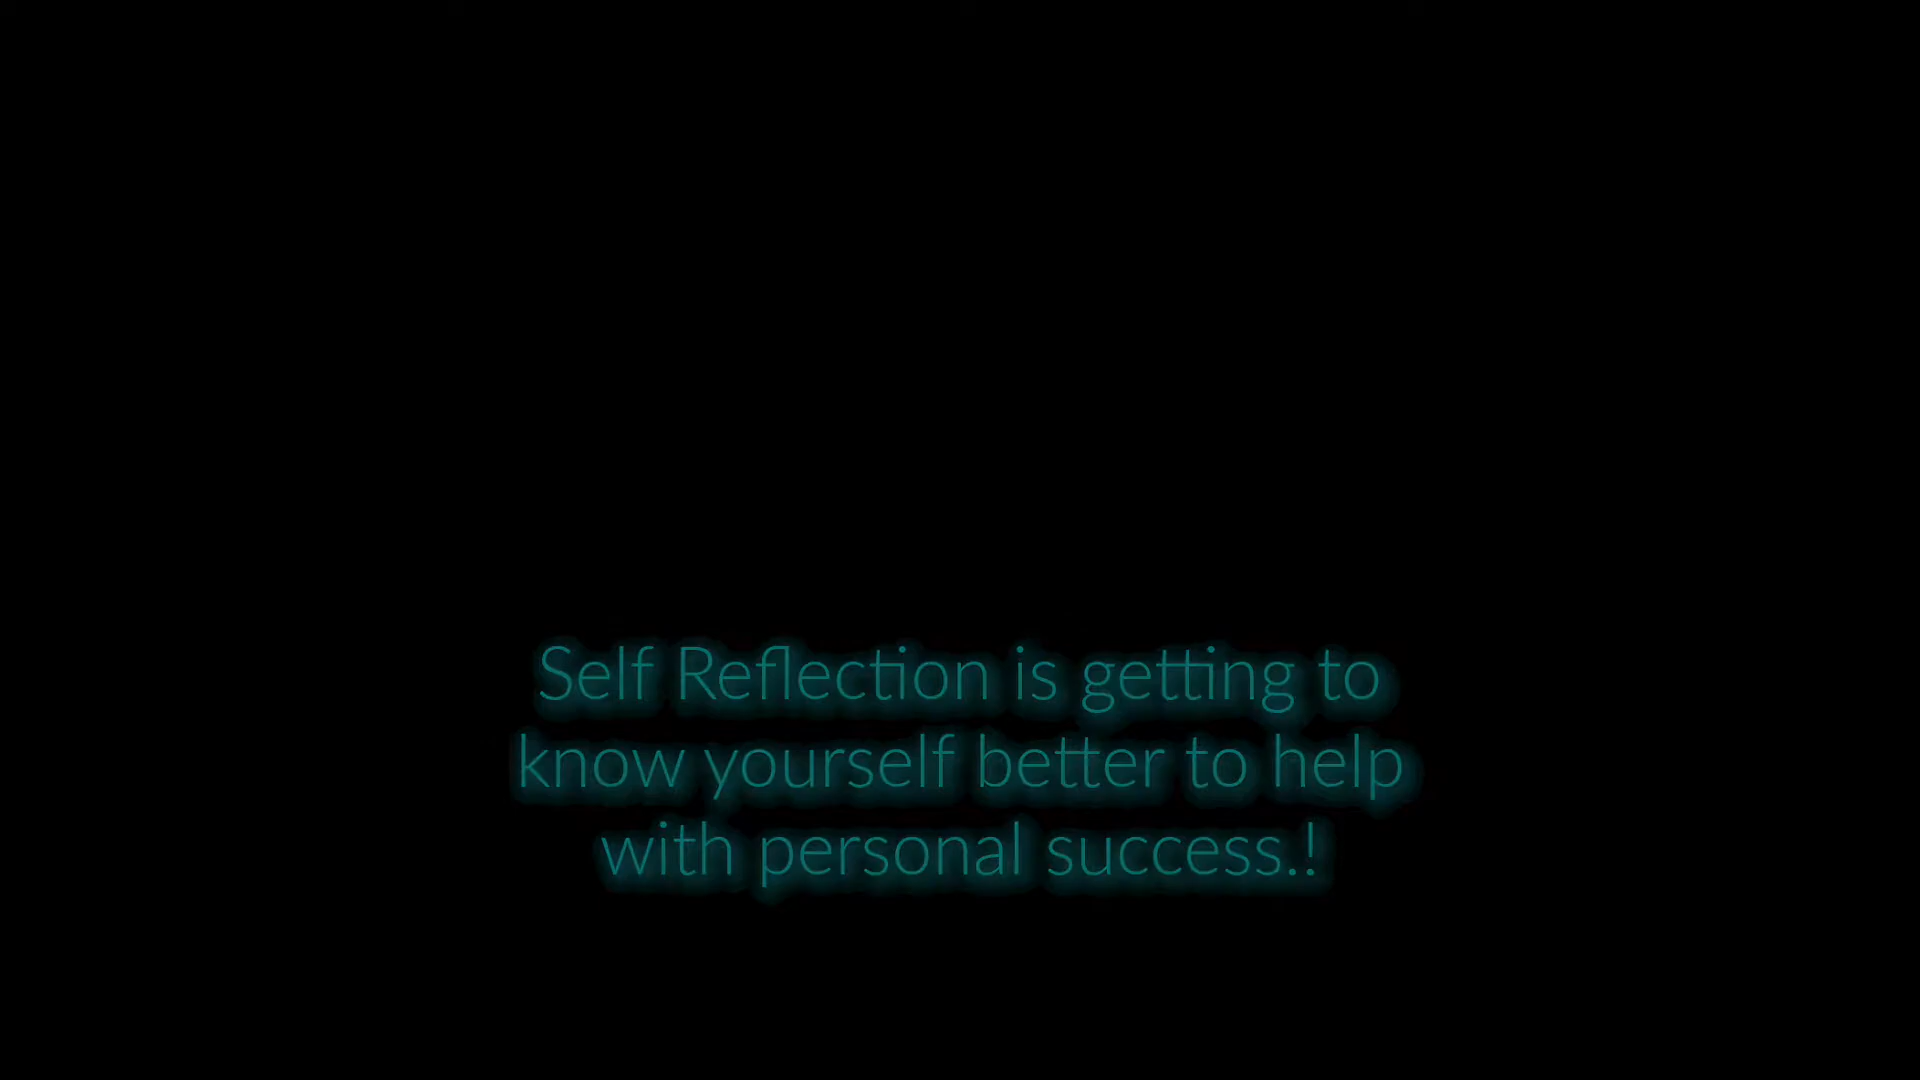 Self Reflection is getting to
know yourself better to help
with personal success.!